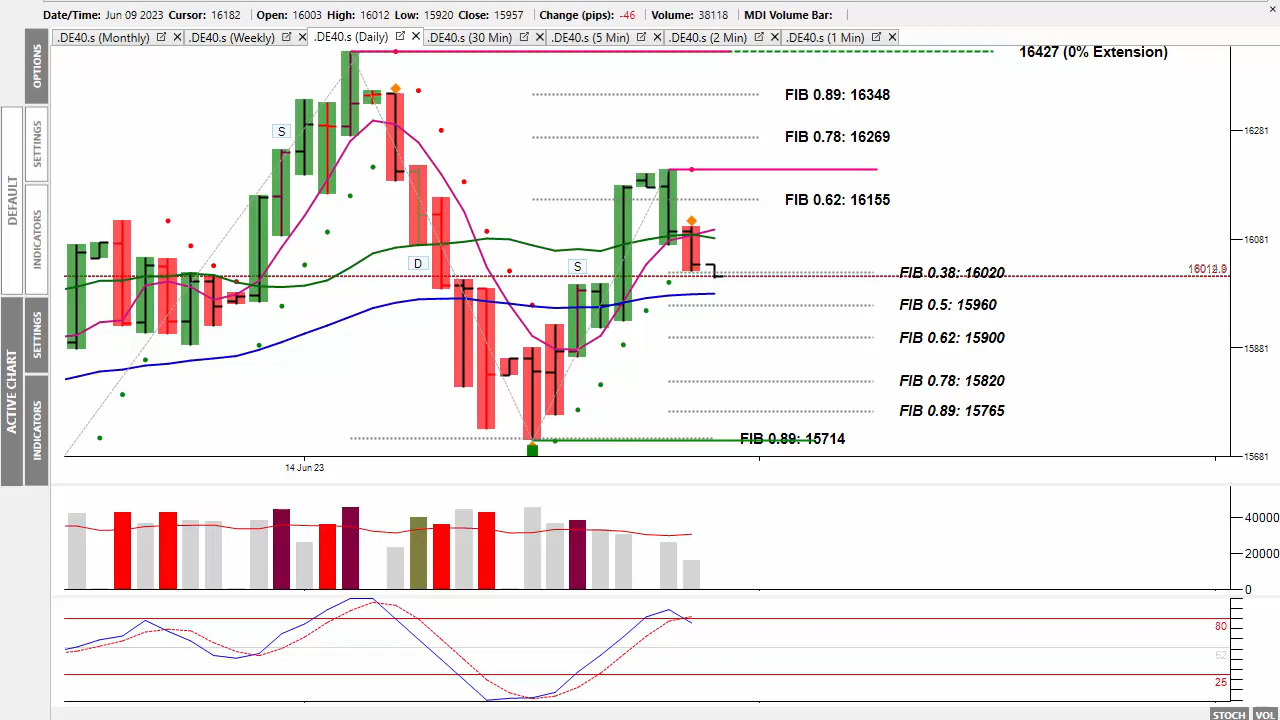 Date/Time: Jun 09 2023 Cursor: 16182 Open: 16003 High: 16012 Low: 15920 Close: 15957 Change (pips): -46 Volume: 38118 MDI Volume Bar:
.DE40.s (Monthly) .DE40.s (Weekly) .DE40.s (Daily) .DE40.s (30 Min) .DE40.s (5 Min) .DE40.s (2 Min) .DE40.s (1 Min)
OPTIONS
DEFAULT
SETTINGS
INDICATORS
ACTIVE CHART
SETTINGS
INDICATORS
16427 (0% Extension)
FIB 0.89: 16348
FIB 0.78: 16269
FIB 0.62: 16155
FIB 0.38: 16020
FIB 0.5: 15960
FIB 0.62: 15900
FIB 0.78: 15820
FIB 0.89: 15765
FIB 0.89: 15714
S
D
S
16281
16081
15881
15681
14 Jun 23
40000
20000
0
80
52
25
STOCH VOL